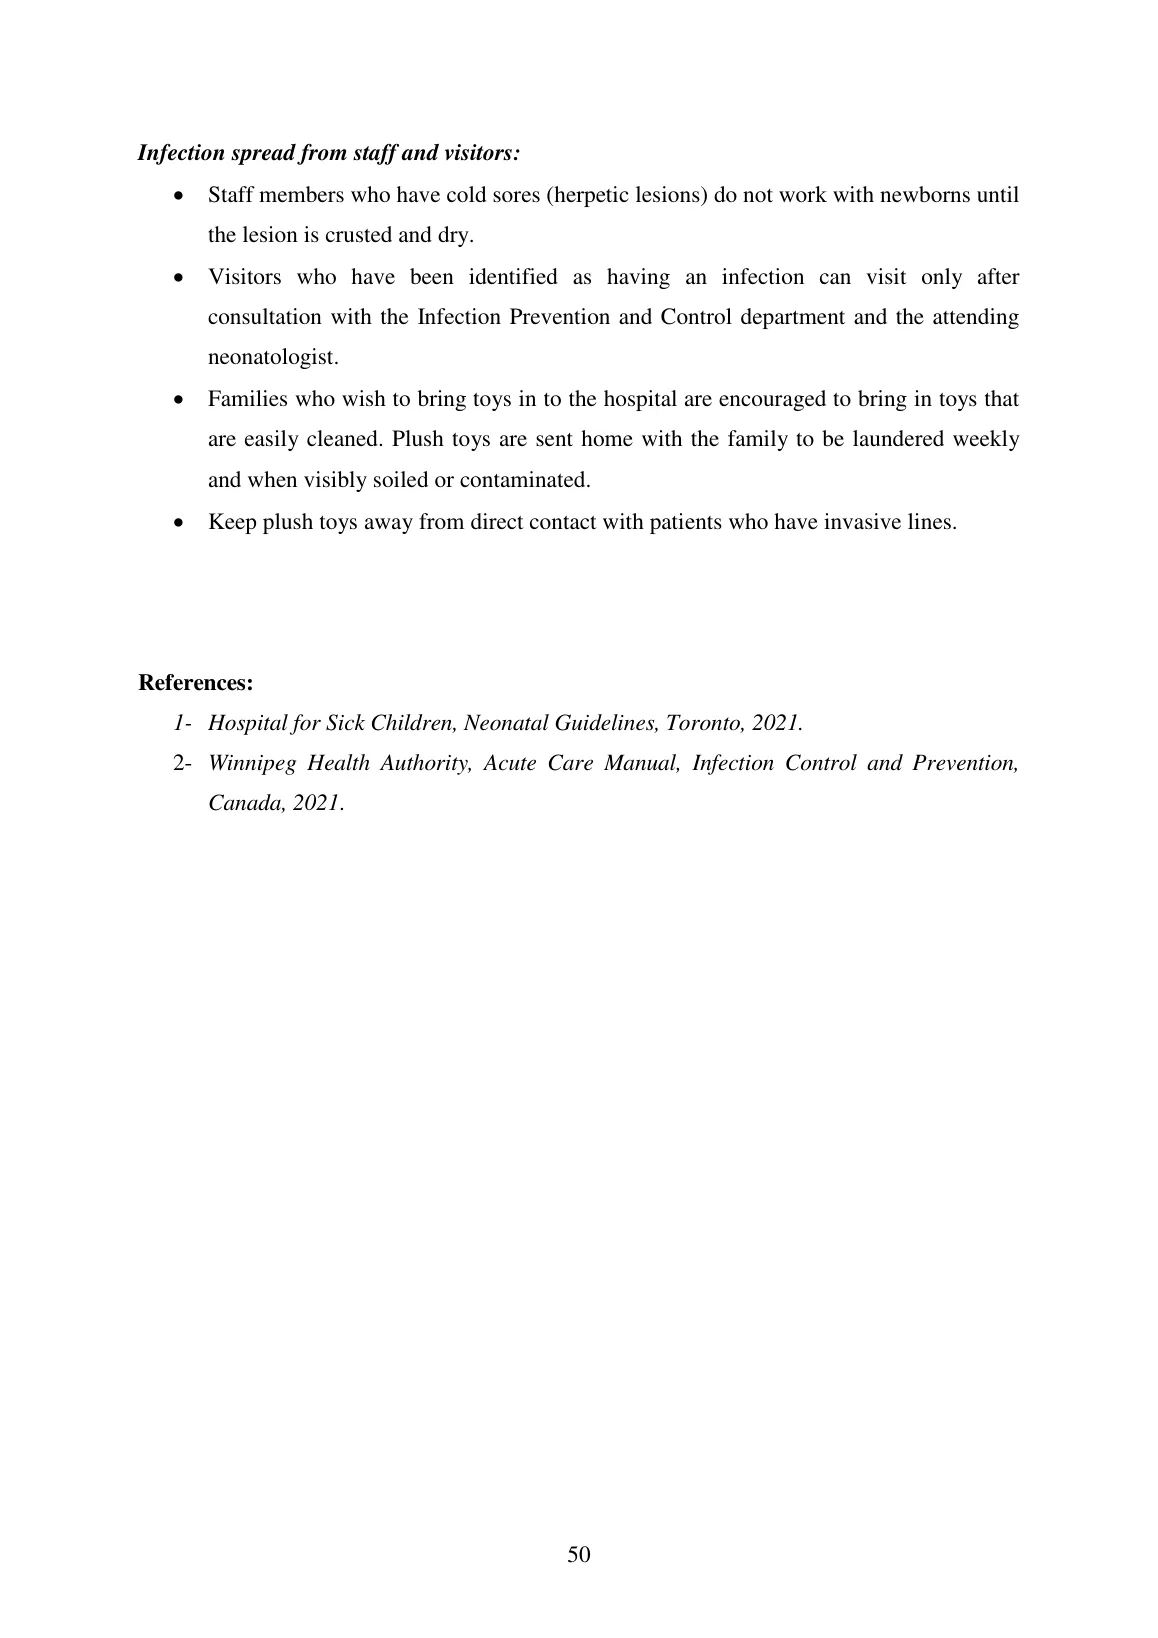 Infection spread from staff and visitors:
• Staff members who have cold sores (herpetic lesions) do not work with newborns until
the lesion is crusted and dry.
• Visitors who have been identified as having an infection can visit only after
consultation with the Infection Prevention and Control department and the attending
neonatologist.
• Families who wish to bring toys in to the hospital are encouraged to bring in toys that
are easily cleaned. Plush toys are sent home with the family to be laundered weekly
and when visibly soiled or contaminated.
• Keep plush toys away from direct contact with patients who have invasive lines.
References:
1- Hospital for Sick Children, Neonatal Guidelines, Toronto, 2021.
2- Winnipeg Health Authority, Acute Care Manual, Infection Control and Prevention,
Canada, 2021.
50